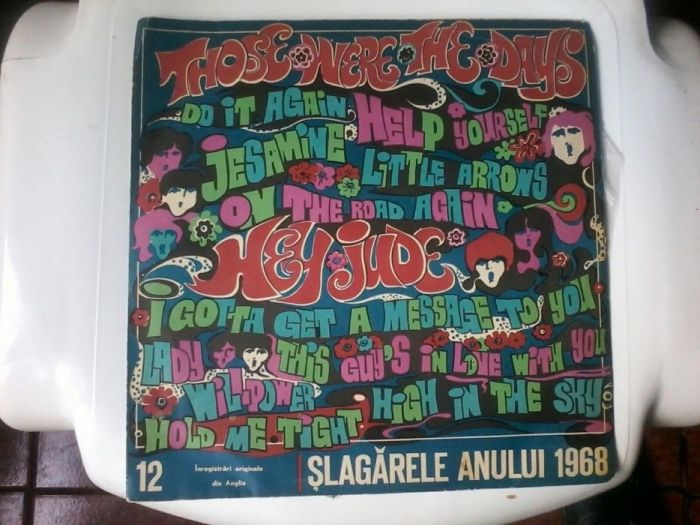 THOSE WERE THE DAYS
DO IT AGAIN HELP YOURSELF
JESAMINE LITTLE ARROWS
ON THE ROAD AGAIN
HEY JUDE
I GOTTA GET A MESSAGE TO YOU
LADY THIS GUY'S IN LOVE WITH YOU
WILLPOWER HIGH IN THE SKY
HOLD ME TIGHT
12 Înregistrări originale din Anglia ŞLAGĂRELE ANULUI 1968